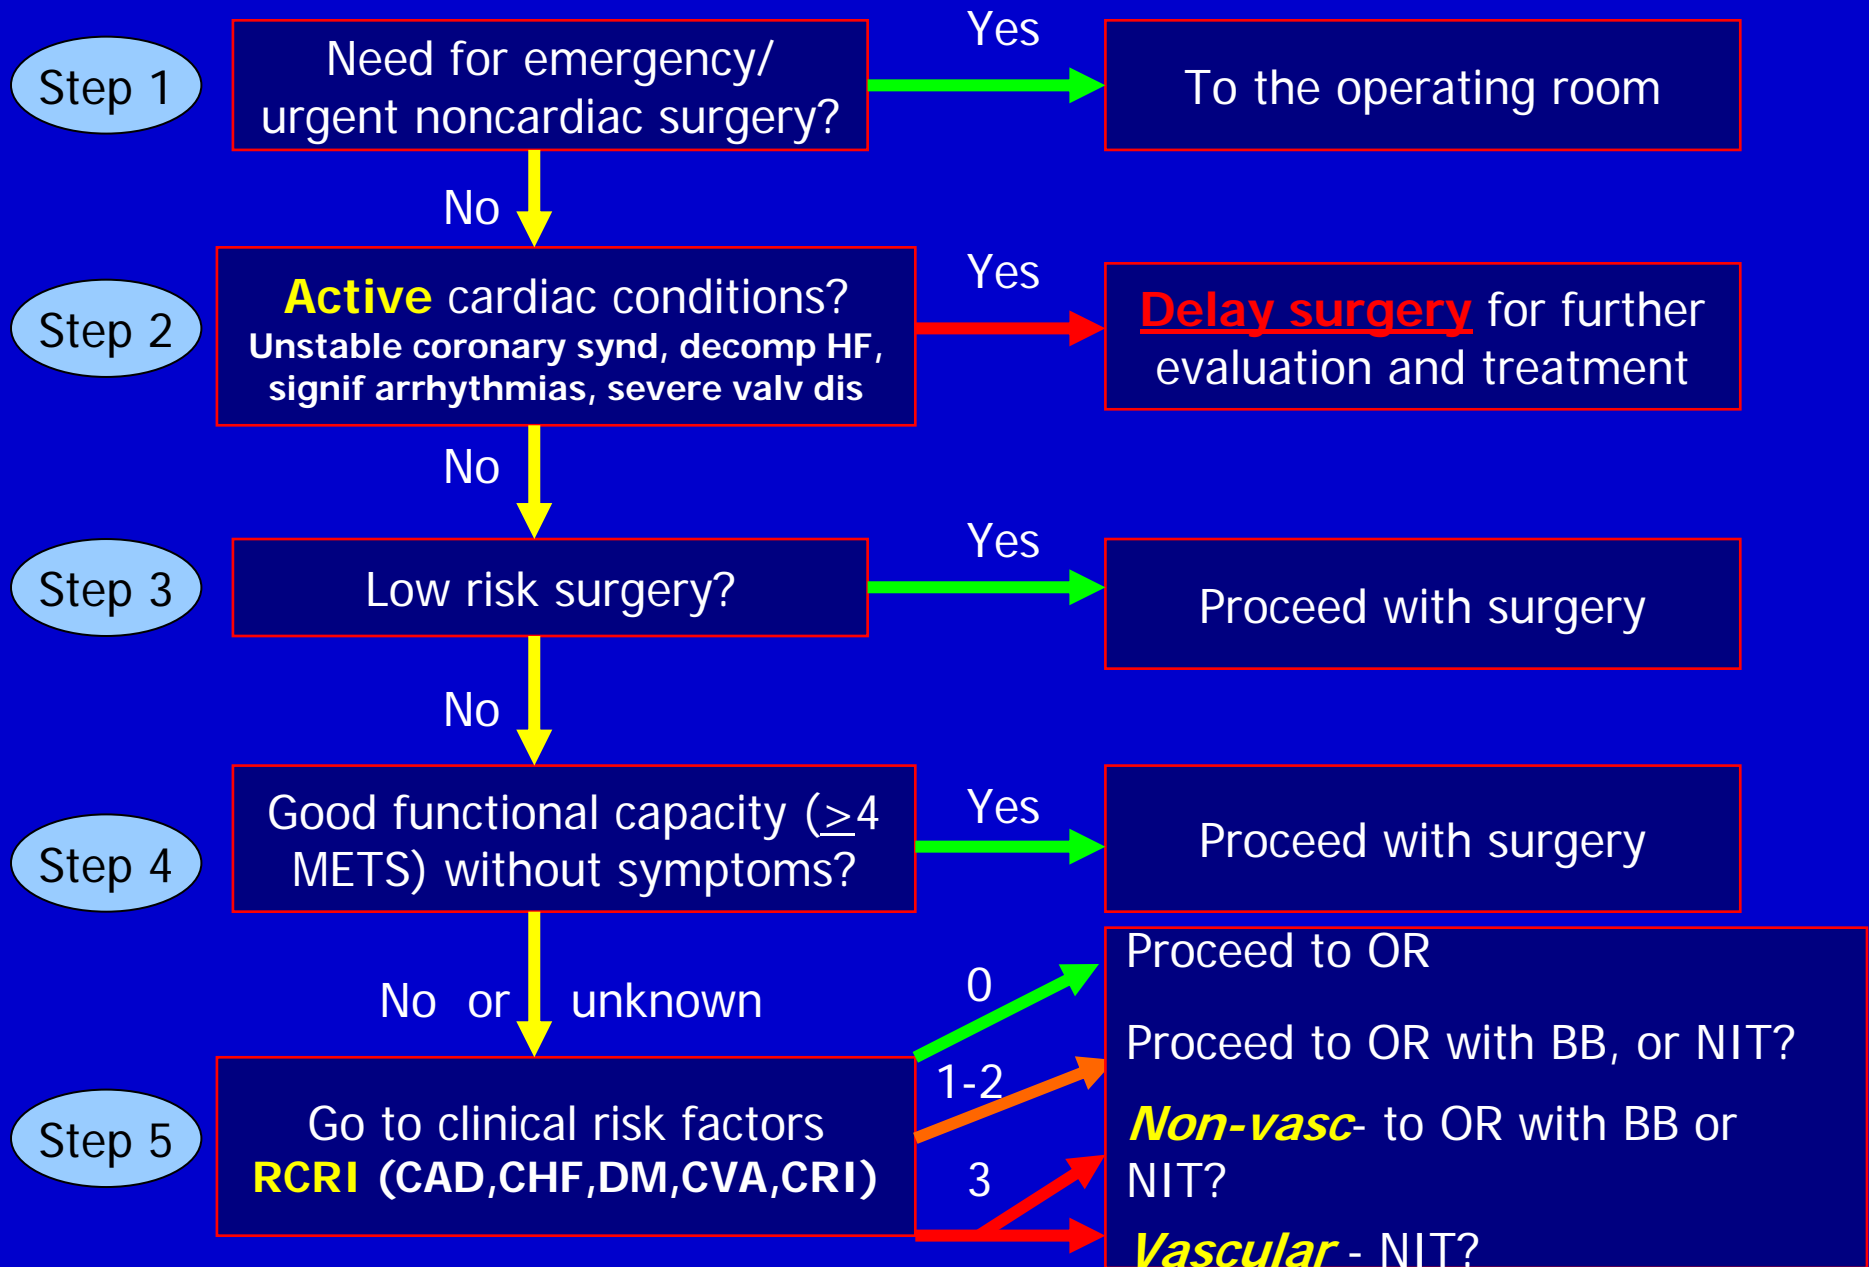 Step 1
Need for emergency/
urgent noncardiac surgery?
Yes
To the operating room
No
Step 2
Active cardiac conditions?
Unstable coronary synd, decomp HF,
signif arrhythmias, severe valv dis
Yes
Delay surgery for further
evaluation and treatment
No
Step 3
Low risk surgery?
Yes
Proceed with surgery
No
Step 4
Good functional capacity (≥4
METS) without symptoms?
Yes
Proceed with surgery
No or unknown
Step 5
Go to clinical risk factors
RCRI (CAD,CHF,DM,CVA,CRI)
0
Proceed to OR
1-2
Proceed to OR with BB, or NIT?
3
Non-vasc- to OR with BB or
NIT?
Vascular - NIT?